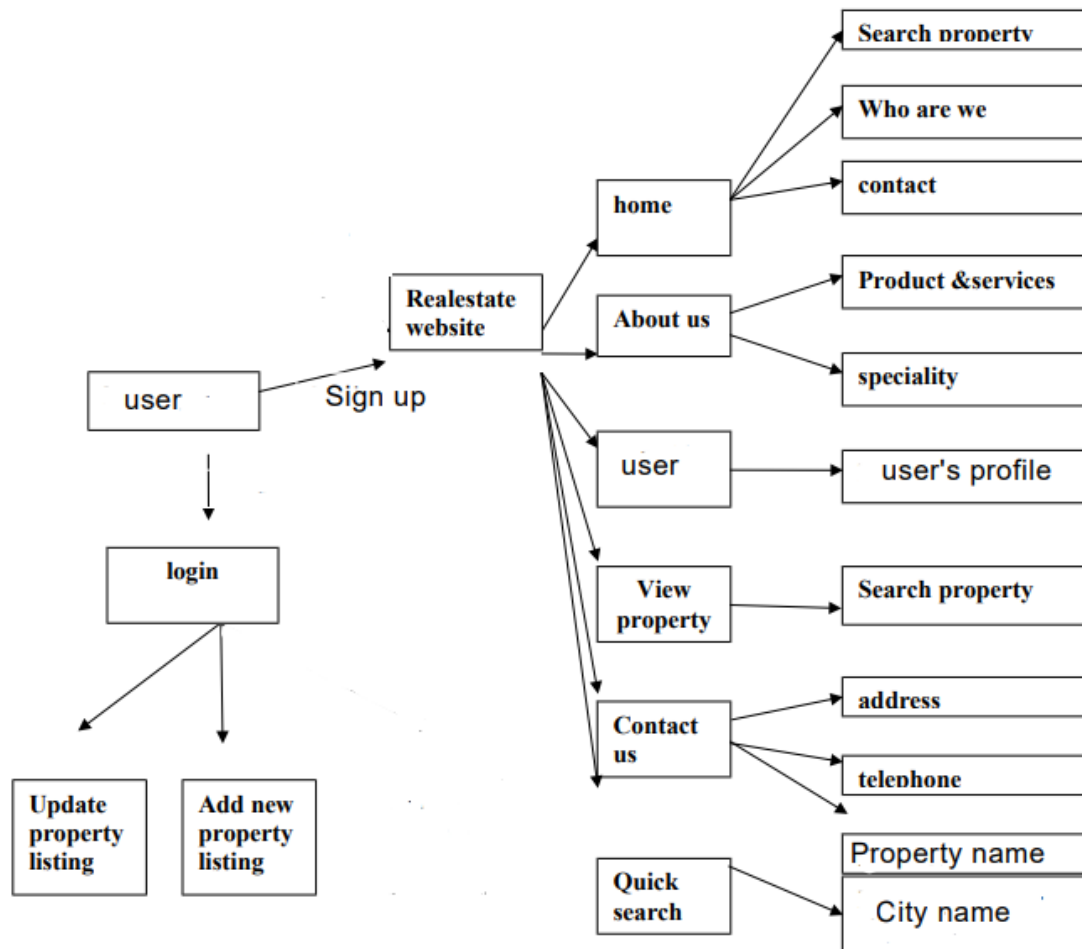 Search property
Who are we
contact
home
Realestate
website
About us
Product &services
speciality
user
Sign up
user
user's profile
login
View
property
Search property
Contact
us
address
telephone
Update
property
listing
Add new
property
listing
Property name
Quick
search
City name